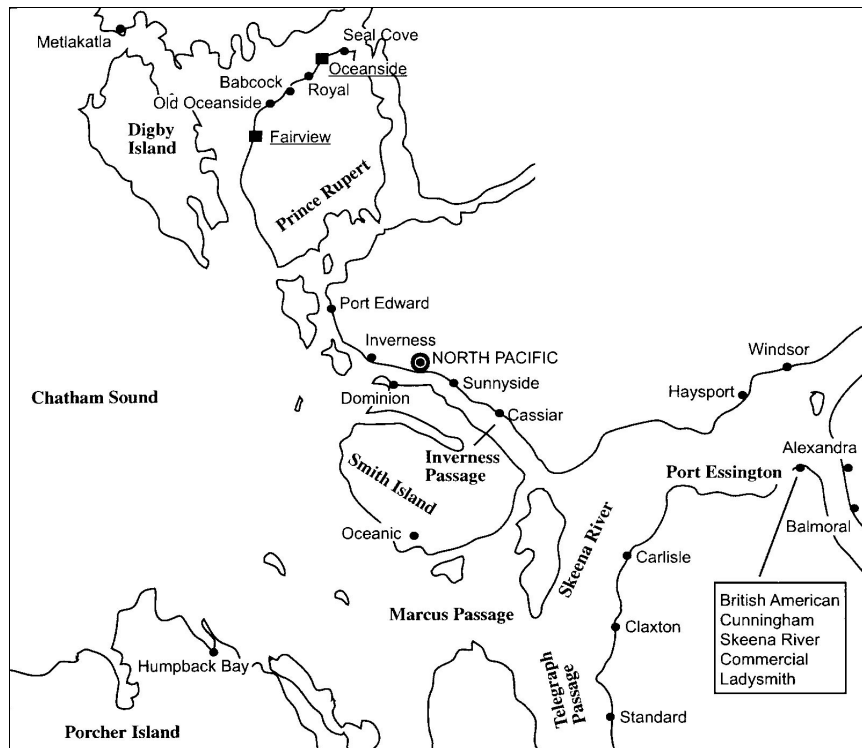 Seal Cove
Metlakatla
Oceanside
Babcock
Royal
Old Oceanside
Digby
Island
Fairview
Prince Rupert
Port Edward
Inverness
NORTH PACIFIC
Windsor
Sunnyside
Haysport
Dominion
Chatham Sound
Cassiar
Inverness
Passage
Alexandra
Port Essington
Smith Island
Balmoral
Oceanic
Skeena River
Carlisle
British American
Cunningham
Skeena River
Commercial
Ladysmith
Marcus Passage
Claxton
Humpback Bay
Telegraph
Passage
Standard
Porcher Island